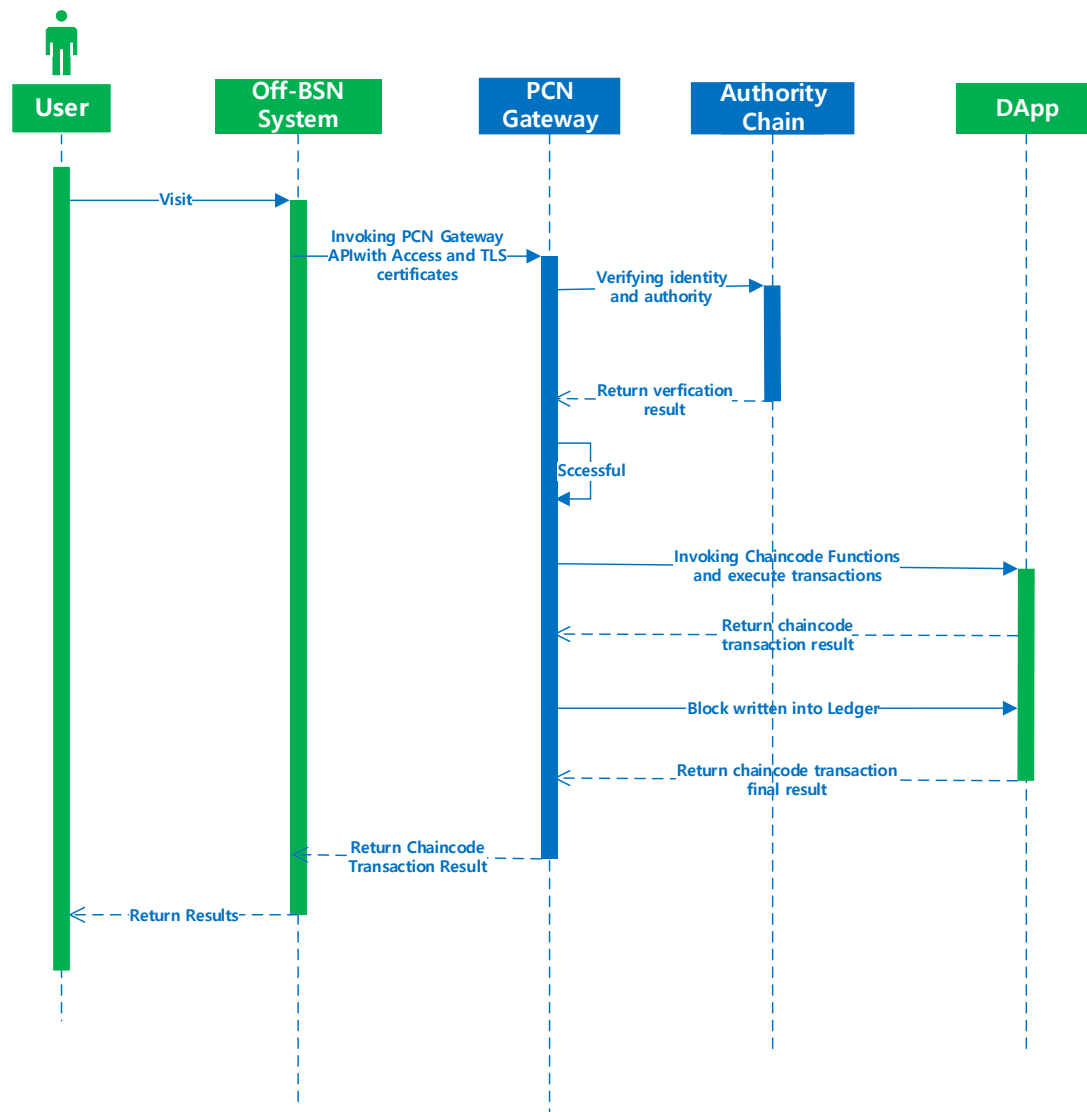 User
Off-BSN
System
PCN
Gateway
Authority
Chain
DApp
Visit
Invoking PCN Gateway
APIwith Access and TLS
certificates
Verifying identity
and authority
Return verfication
result
Sccessful
Invoking Chaincode Functions
and execute transactions
Return chaincode
transaction result
Block written into Ledger
Return chaincode transaction
final result
Return Chaincode
Transaction Result
Return Results